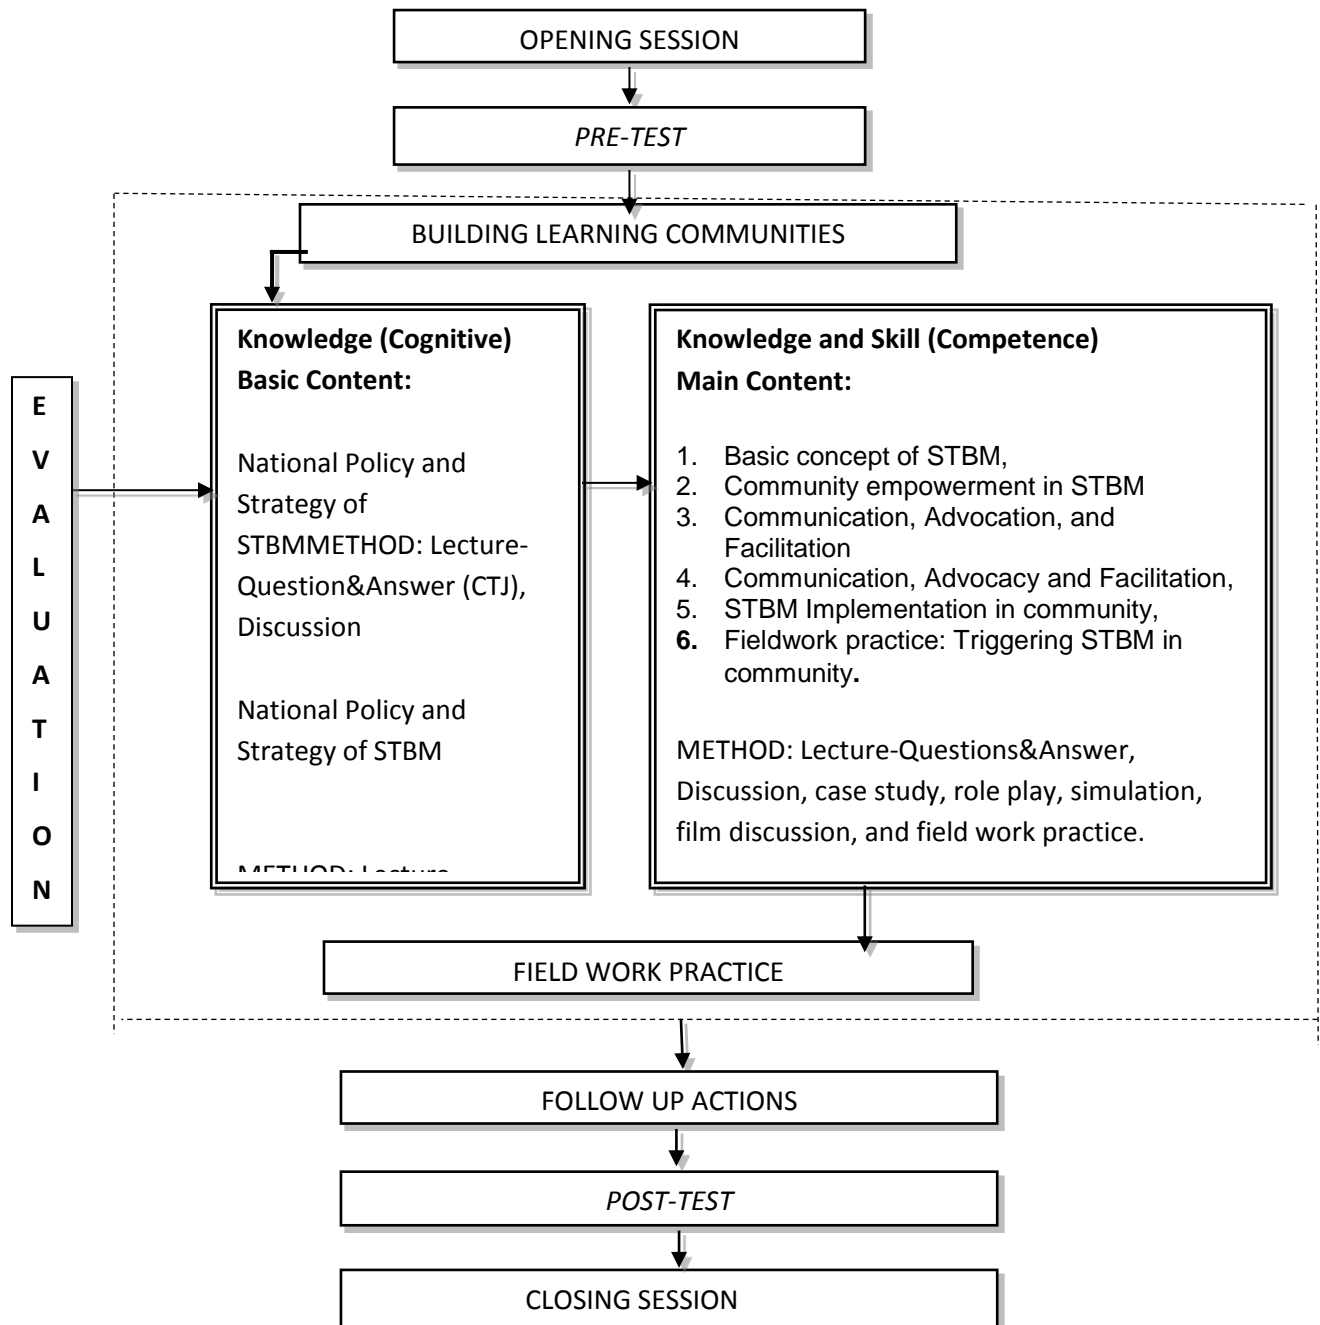 OPENING SESSION
PRE-TEST
BUILDING LEARNING COMMUNITIES
E
V
A
L
U
A
T
I
O
N
Knowledge (Cognitive)
Basic Content:
National Policy and
Strategy of
STBMMETHOD: Lecture-
Question&Answer (CTJ),
Discussion
National Policy and
Strategy of STBM
METHOD: Lecture-
Knowledge and Skill (Competence)
Main Content:
1. Basic concept of STBM,
2. Community empowerment in STBM
3. Communication, Advocation, and
Facilitation
4. Communication, Advocacy and Facilitation,
5. STBM Implementation in community,
6. Fieldwork practice: Triggering STBM in
community.
METHOD: Lecture-Questions&Answer,
Discussion, case study, role play, simulation,
film discussion, and field work practice.
FIELD WORK PRACTICE
FOLLOW UP ACTIONS
POST-TEST
CLOSING SESSION